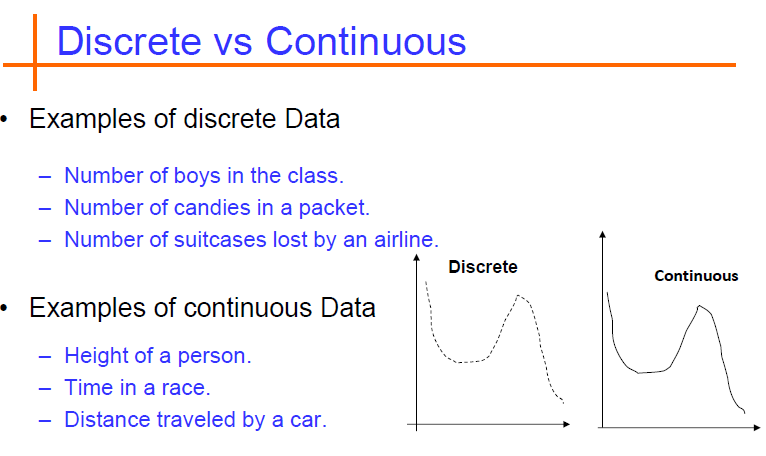 Discrete vs Continuous
• Examples of discrete Data
– Number of boys in the class.
– Number of candies in a packet.
– Number of suitcases lost by an airline.
• Examples of continuous Data
– Height of a person.
– Time in a race.
– Distance traveled by a car.
Discrete
Continuous